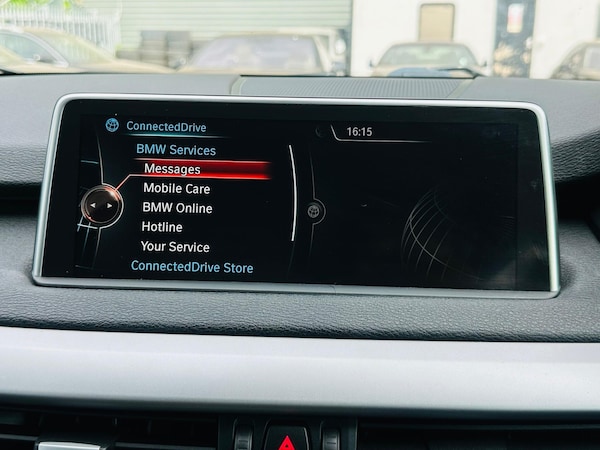 ConnectedDrive
16:15
BMW Services
Messages
Mobile Care
BMW Online
Hotline
Your Service
ConnectedDrive Store